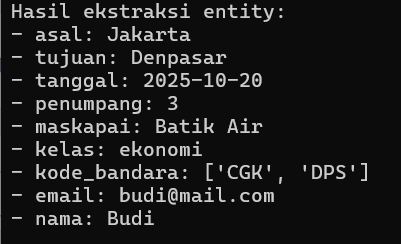 Hasil ekstraksi entity:
- asal: Jakarta
- tujuan: Denpasar
- tanggal: 2025-10-20
- penumpang: 3
- maskapai: Batik Air
- kelas: ekonomi
- kode_bandara: ['CGK', 'DPS']
- email: budi@mail.com
- nama: Budi